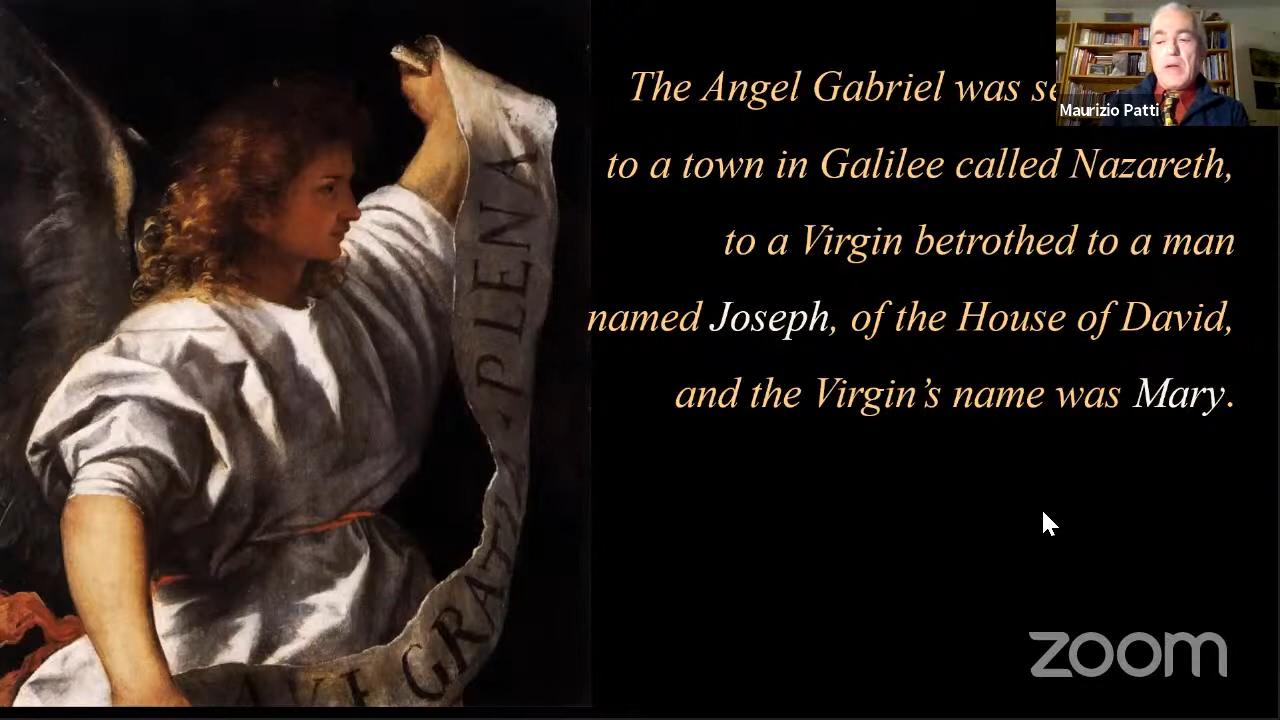 The Angel Gabriel was se
to a town in Galilee called Nazareth,
to a Virgin betrothed to a man
named Joseph, of the House of David,
and the Virgin’s name was Mary.
Maurizio Patti
AVE GRATIA PLENA
zoom